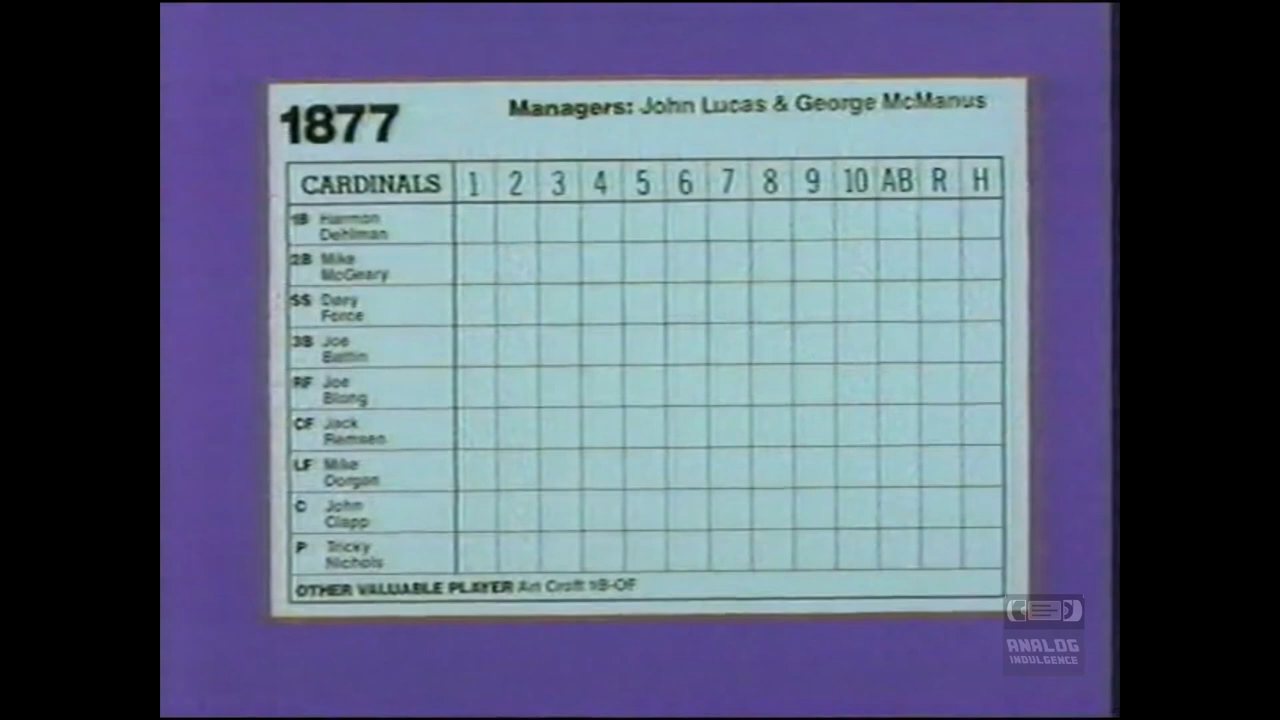 1877
Managers: John Lucas & George McManus
CARDINALS 1 2 3 4 5 6 7 8 9 10 AB R H
1B Harmon
Dehlman
2B Mike
McGeary
SS Davy
Force
3B Joe
Battin
RF Joe
Blong
CF Jack
Remsen
LF Mike
Dorgan
C John
Clapp
P Tricky
Nichols
OTHER VALUABLE PLAYER Art Croft 1B-OF
ANALOG
INDULGENCE